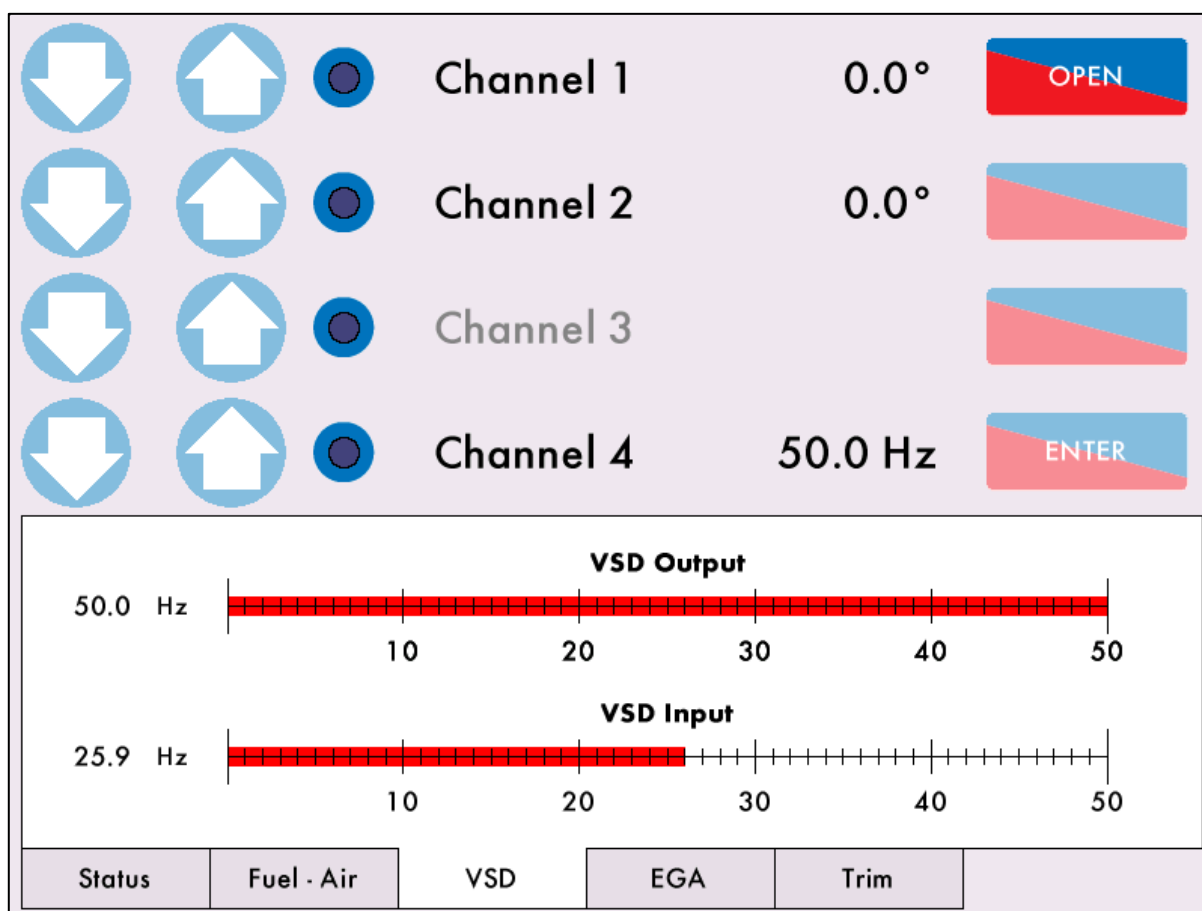 Channel 1 0.0° OPEN
Channel 2 0.0°
Channel 3
Channel 4 50.0 Hz ENTER
VSD Output
50.0 Hz
10 20 30 40 50
VSD Input
25.9 Hz
10 20 30 40 50
Status Fuel - Air VSD EGA Trim